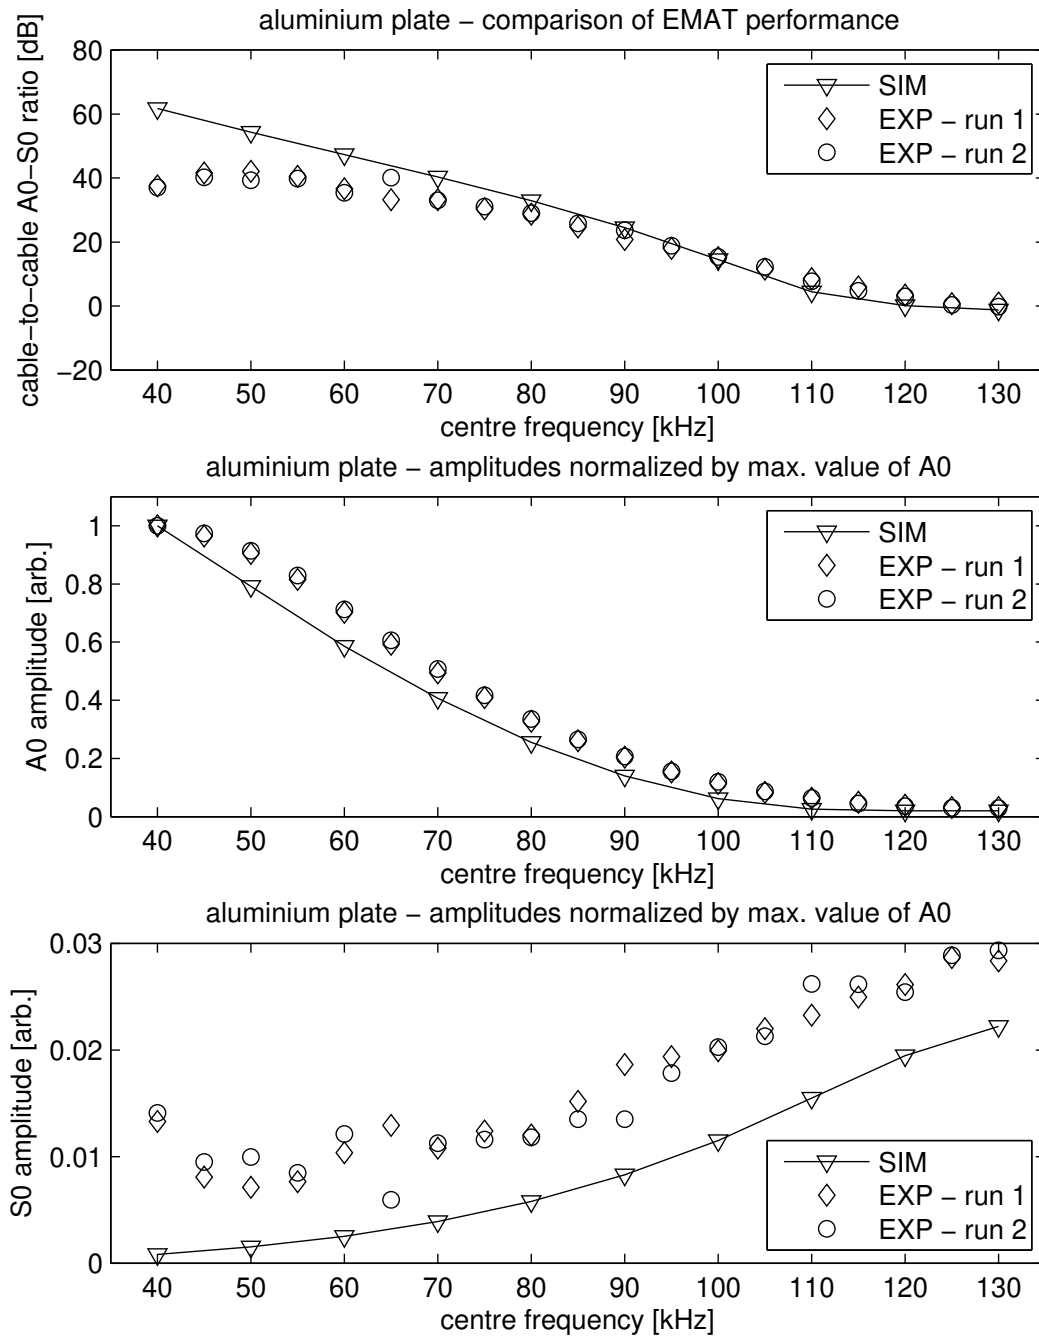 aluminium plate − comparison of EMAT performance
cable−to−cable A0−S0 ratio [dB]
80
60
40
20
0
−20
SIM
EXP − run 1
EXP − run 2
40 50 60 70 80 90 100 110 120 130
centre frequency [kHz]
aluminium plate − amplitudes normalized by max. value of A0
A0 amplitude [arb.]
1
0.8
0.6
0.4
0.2
0
SIM
EXP − run 1
EXP − run 2
40 50 60 70 80 90 100 110 120 130
centre frequency [kHz]
aluminium plate − amplitudes normalized by max. value of A0
S0 amplitude [arb.]
0.03
0.02
0.01
0
SIM
EXP − run 1
EXP − run 2
40 50 60 70 80 90 100 110 120 130
centre frequency [kHz]